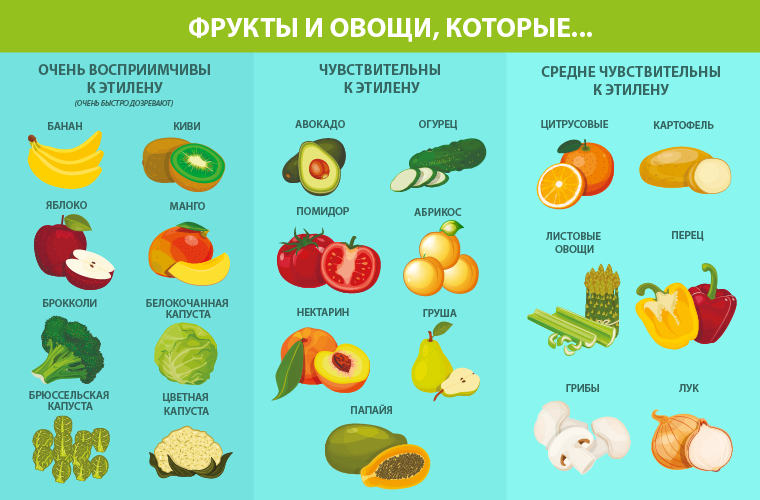 ФРУКТЫ И ОВОЩИ, КОТОРЫЕ...
ОЧЕНЬ ВОСПРИИМЧИВЫ
К ЭТИЛЕНУ
(ОЧЕНЬ БЫСТРО ДОЗРЕВАЮТ)
БАНАН
КИВИ
ЯБЛОКО
МАНГО
БРОККОЛИ
БЕЛОКОЧАННАЯ
КАПУСТА
БРЮССЕЛЬСКАЯ
КАПУСТА
ЦВЕТНАЯ
КАПУСТА
ЧУВСТВИТЕЛЬНЫ
К ЭТИЛЕНУ
АВОКАДО
ОГУРЕЦ
ПОМИДОР
АБРИКОС
НЕКТАРИН
ГРУША
ПАПАЙЯ
СРЕДНЕ ЧУВСТВИТЕЛЬНЫ
К ЭТИЛЕНУ
ЦИТРУСОВЫЕ
КАРТОФЕЛЬ
ЛИСТОВЫЕ
ОВОЩИ
ПЕРЕЦ
ГРИБЫ
ЛУК